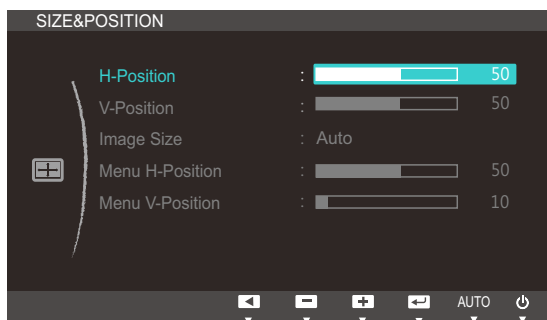 SIZE&POSITION
H-Position : 50
V-Position : 50
Image Size : Auto
Menu H-Position : 50
Menu V-Position : 10
AUTO